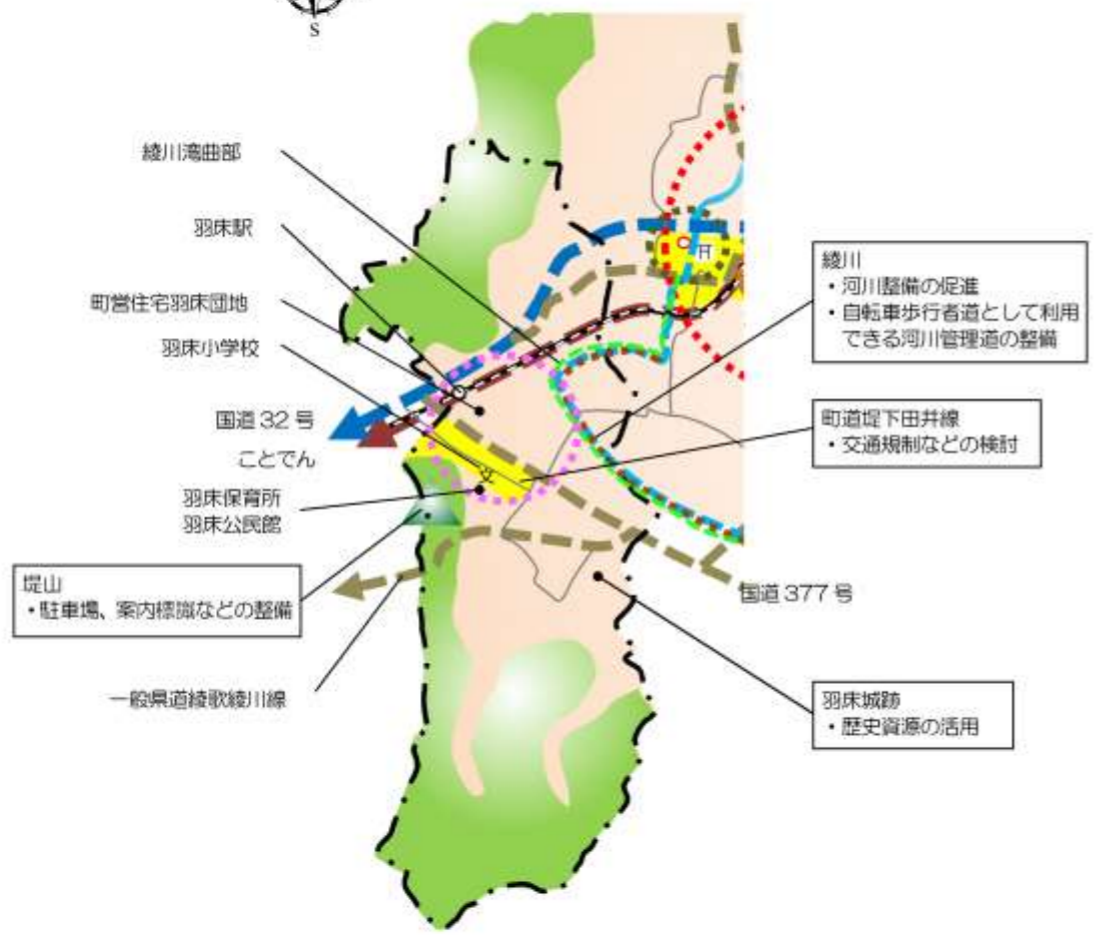 S
綾川湾曲部
羽床駅
町営住宅羽床団地
羽床小学校
国道 32 号
ことでん
羽床保育所
羽床公民館
堤山
・駐車場、案内標識などの整備
一般県道綾歌綾川線
綾川
・河川整備の促進
・自転車歩行者道として利用
できる河川管理道の整備
町道堤下田井線
・交通規制などの検討
国道 377 号
羽床城跡
・歴史資源の活用
文